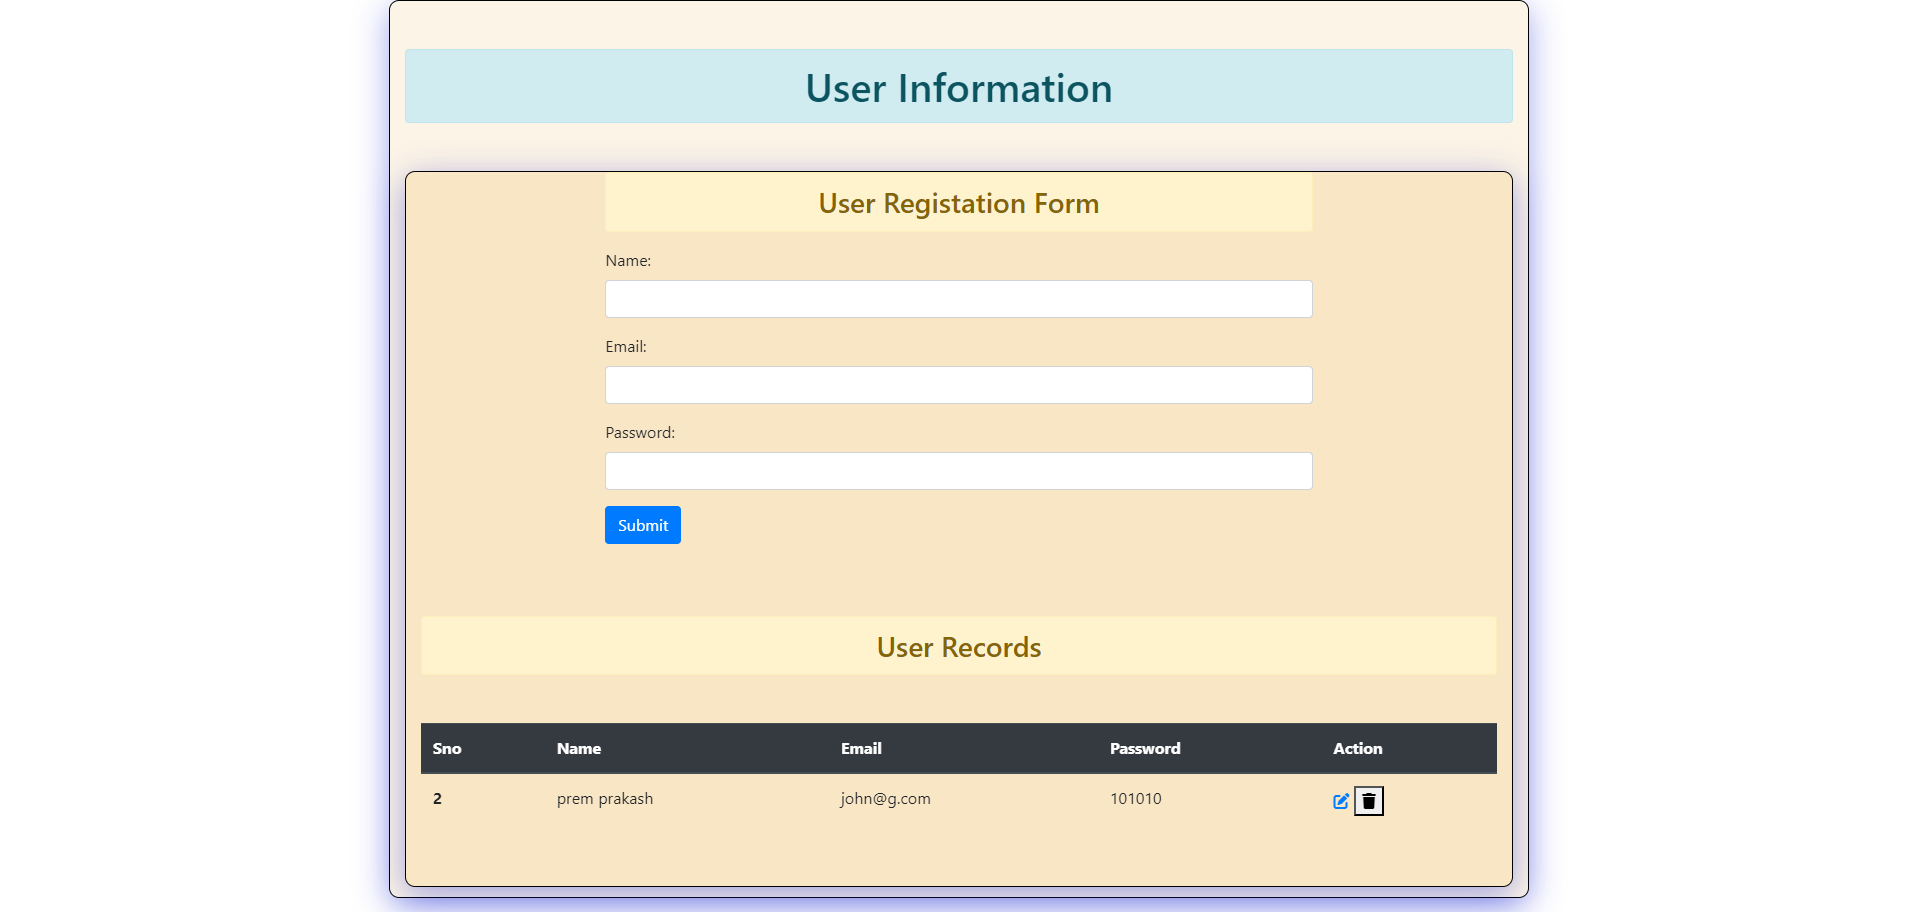 User Information
User Registation Form
Name:
Email:
Password:
Submit
User Records
Sno Name Email Password Action
2 prem prakash john@g.com 101010